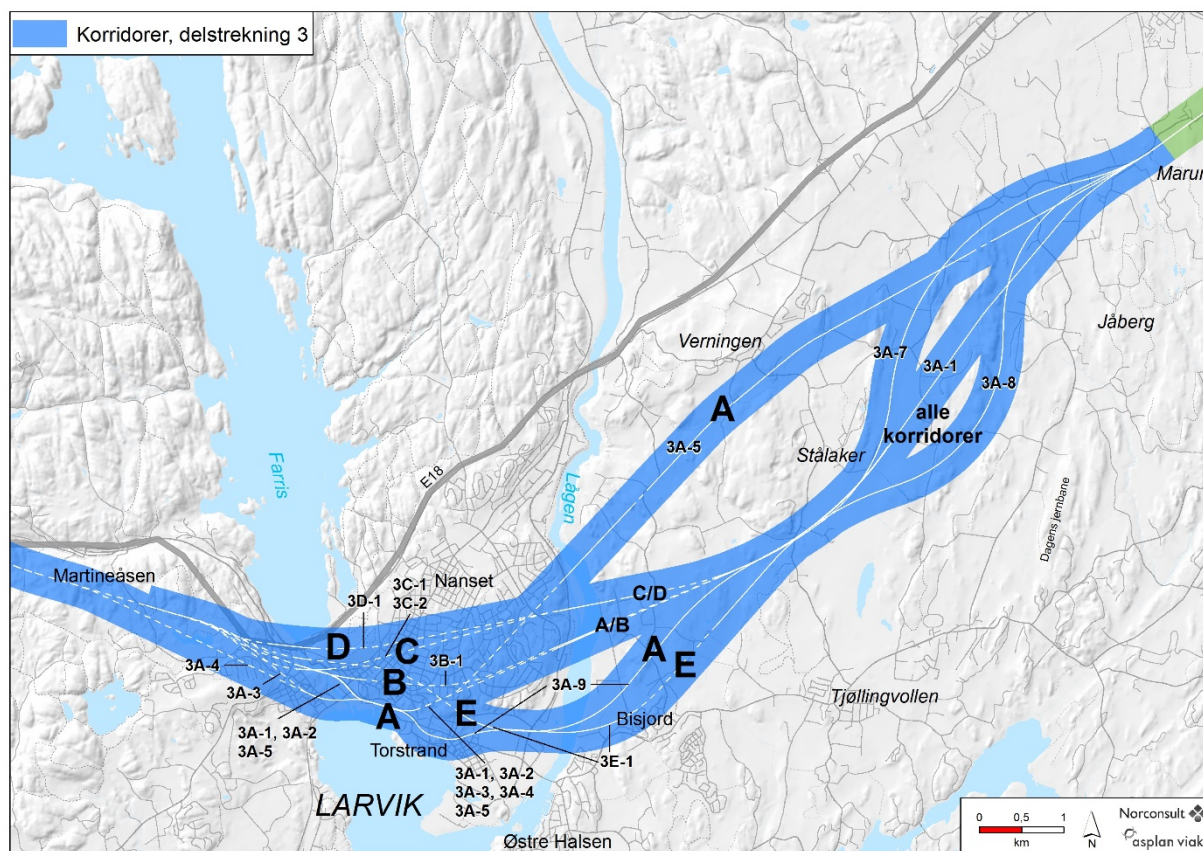 Korridorer, delstrekning 3
Marur
Jåberg
Verningen
3A-7
3A-1
3A-8
A
alle
korridorer
3A-5
Stålaker
Farris
E18
Lågen
Dagens jernbane
Martineåsen
Nanset
3C-1
3C-2
3D-1
C/D
A/B
D
C
B
3B-1
A
E
3A-4
3A-3
3A-9
A
E
Tjøllingvollen
3A-1, 3A-2
3A-5
Torstrand
Bisjord
3E-1
3A-1, 3A-2
3A-3, 3A-4
3A-5
LARVIK
Østre Halsen
0 0,5 1
km
N
Norconsult
asplan viak